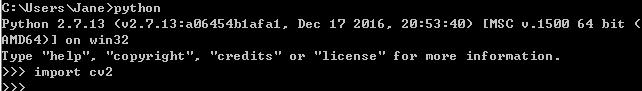 C:\Users\Jane>python
Python 2.7.13 (v2.7.13:a06454b1afa1, Dec 17 2016, 20:53:40) [MSC v.1500 64 bit (
AMD64)] on win32
Type "help", "copyright", "credits" or "license" for more information.
>>> import cv2
>>>